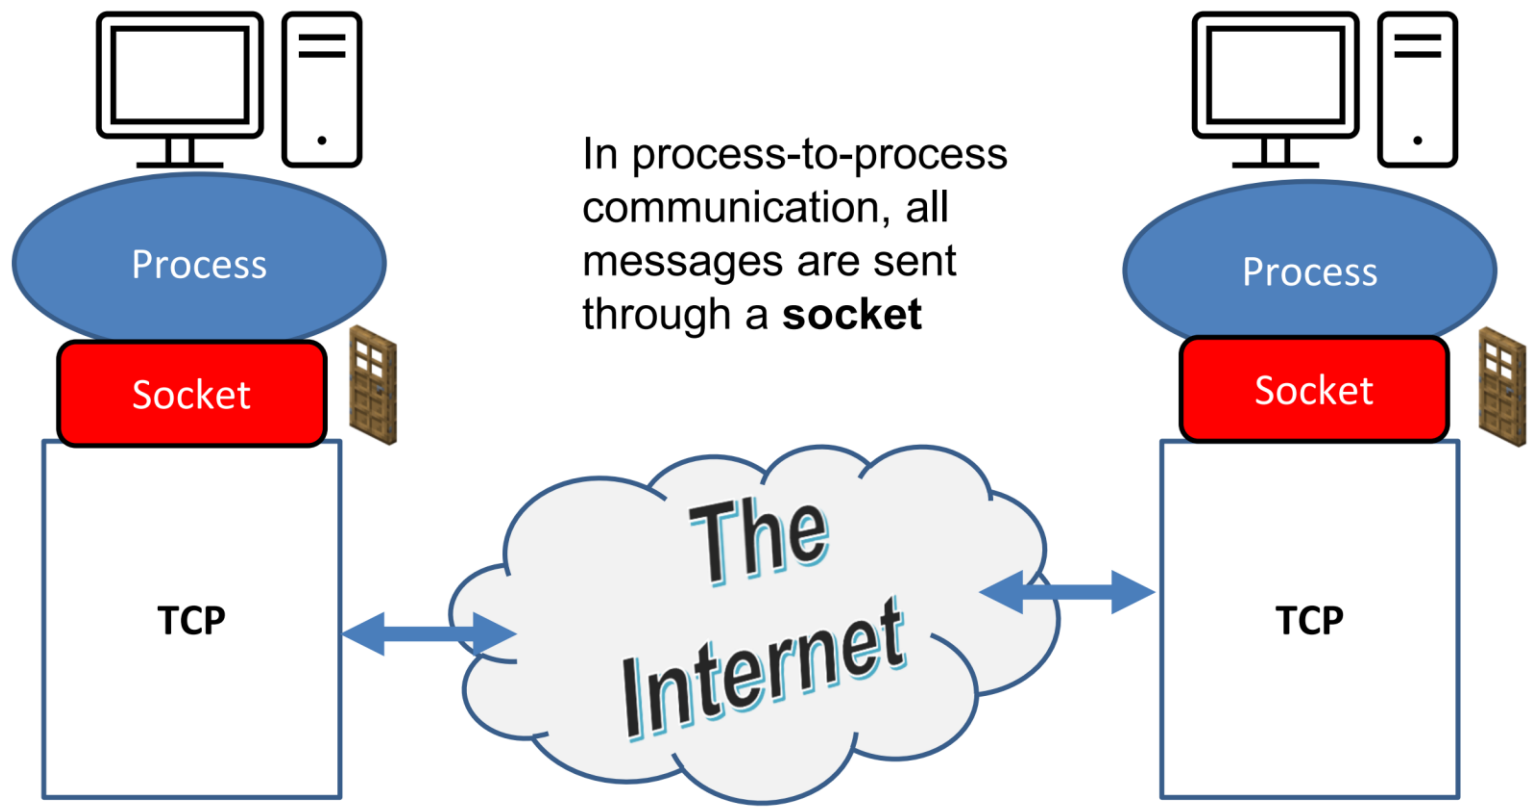 In process-to-process
communication, all
messages are sent
through a socket
Process
Process
Socket
Socket
The
Internet
TCP
TCP